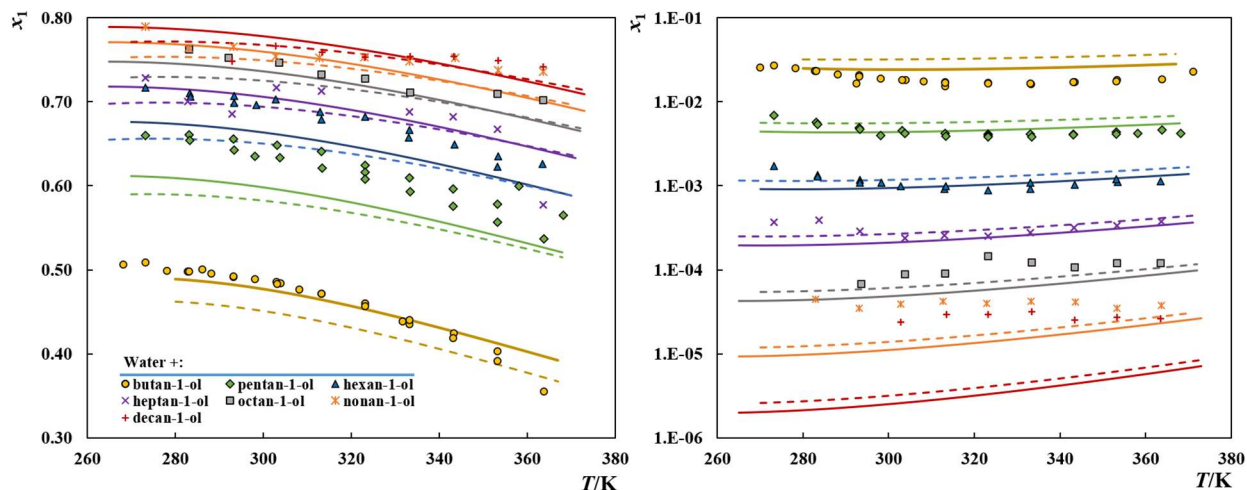 x₁
0.80
0.70
0.60
0.50
0.40
0.30
Water +:
butan-1-ol pentan-1-ol hexan-1-ol
heptan-1-ol octan-1-ol nonan-1-ol
decan-1-ol
260 280 300 320 340 360 380
T/K
x₁
1.E-01
1.E-02
1.E-03
1.E-04
1.E-05
1.E-06
260 280 300 320 340 360 380
T/K